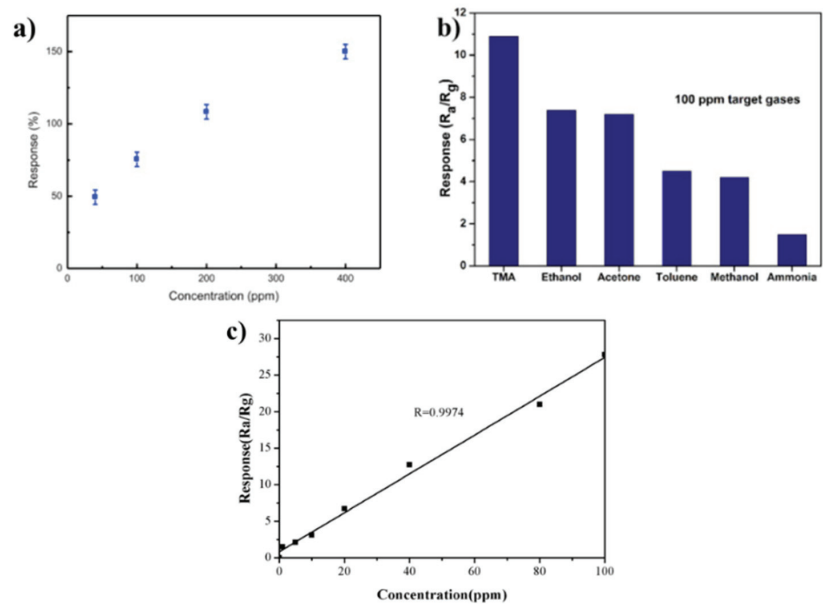 a)
150
100
50
0
Response (%)
0 100 200 300 400
Concentration (ppm)
b)
12
10
8
6
4
2
0
Response (Ra/Rg)
100 ppm target gases
TMA Ethanol Acetone Toluene Methanol Ammonia
c)
30
25
20
15
10
5
0
Response(Ra/Rg)
R=0.9974
0 20 40 60 80 100
Concentration(ppm)